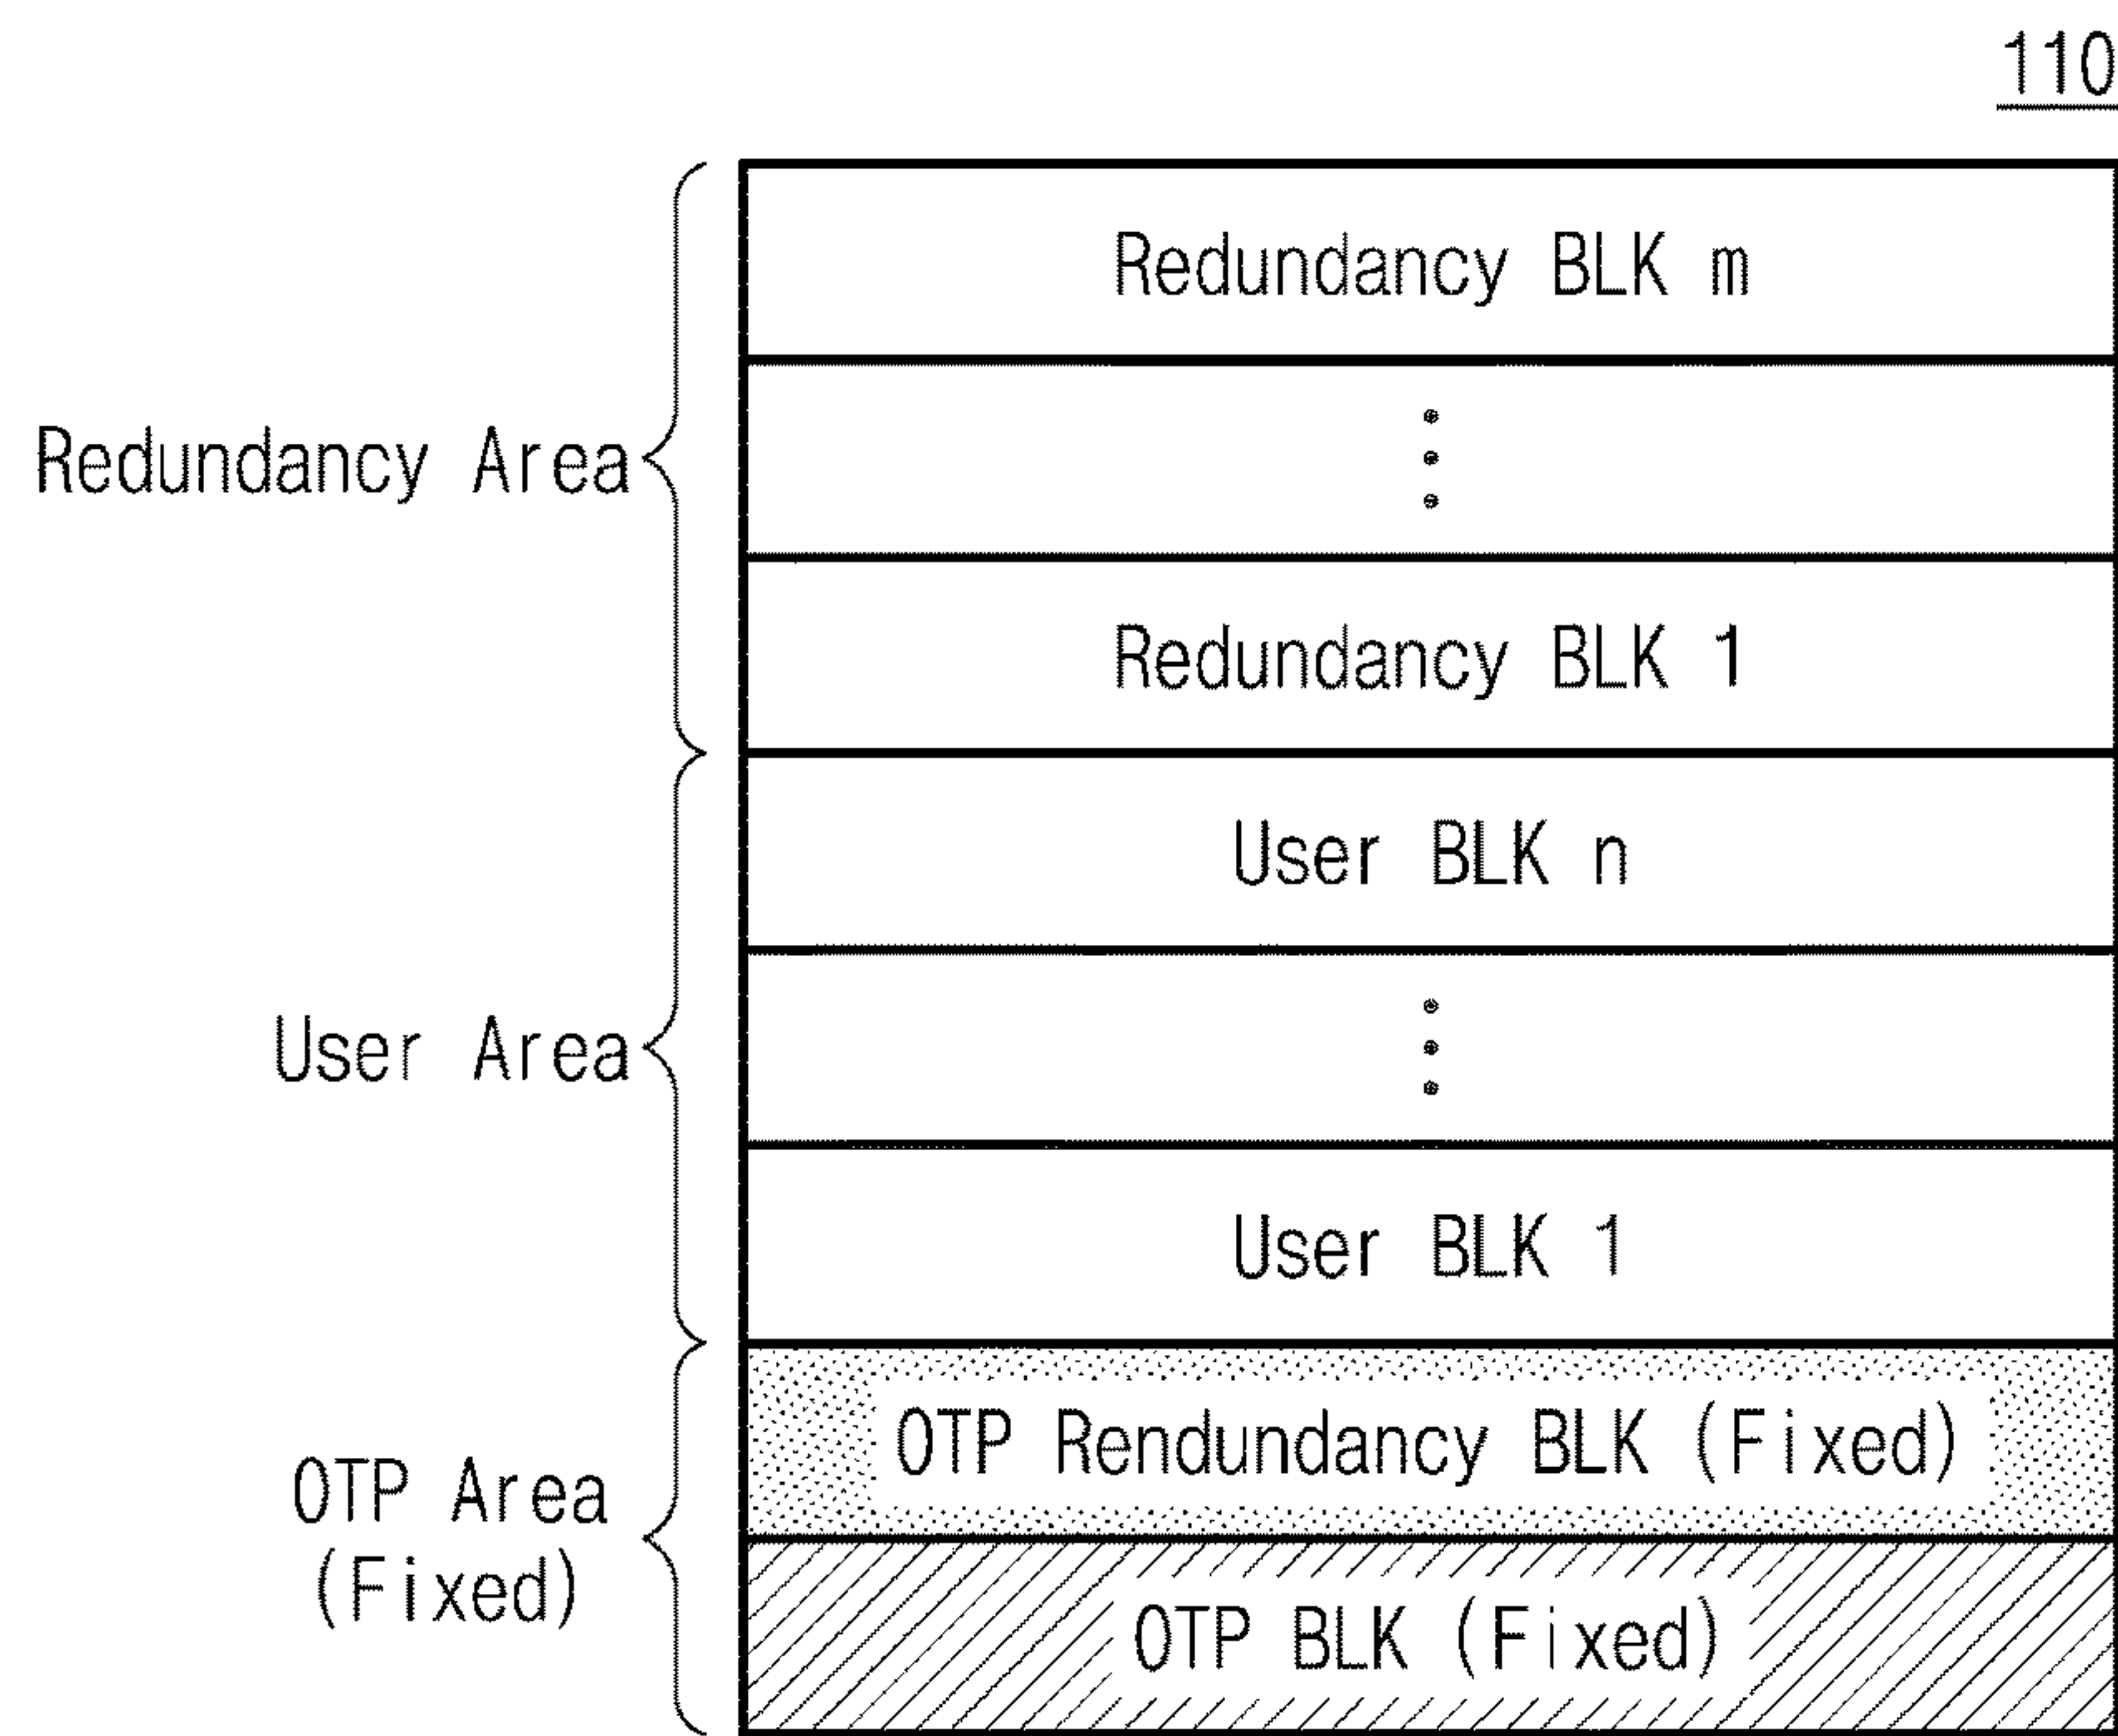 110
Redundancy BLK m
Redundancy Area
Redundancy BLK 1
User BLK n
User Area
User BLK 1
OTP Rendundancy BLK (Fixed)
OTP Area
(Fixed)
OTP BLK (Fixed)